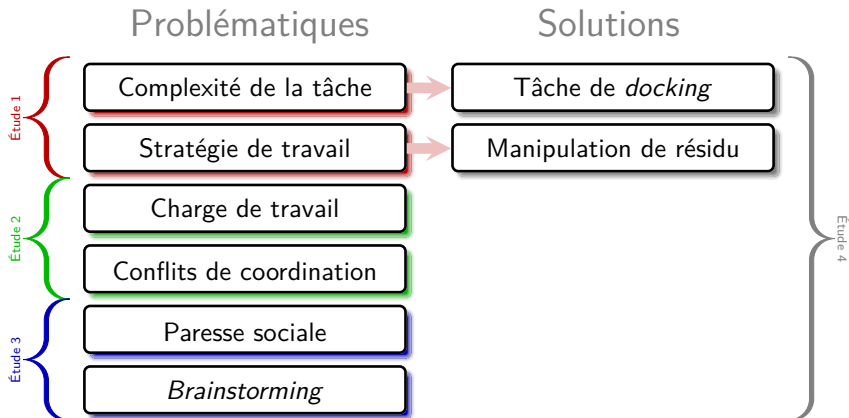 Problématiques
Solutions
Étude 1
Complexité de la tâche
Tâche de docking
Stratégie de travail
Manipulation de résidu
Étude 2
Charge de travail
Conflits de coordination
Étude 3
Paresse sociale
Brainstorming
Étude 4